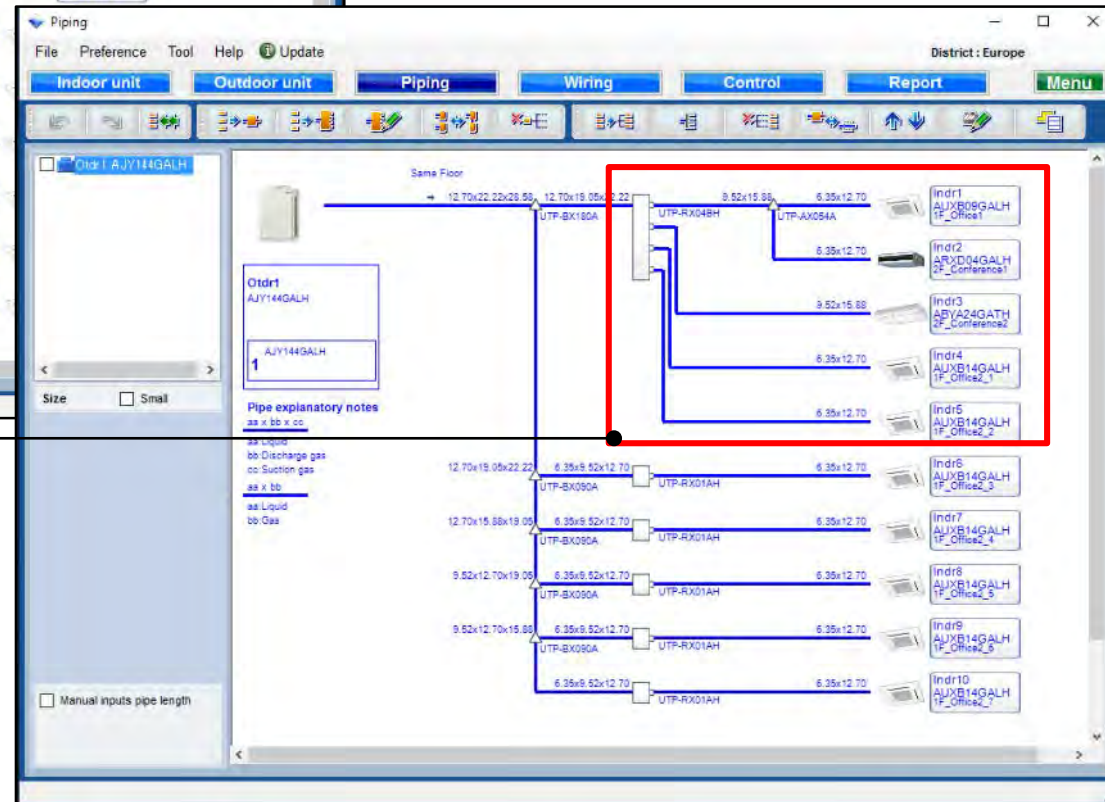 Piping
File Preference Tool Help Update
District : Europe
Indoor unit Outdoor unit Piping Wiring Control Report Menu
Otdr1 AJY144GALH
Size Small
Manual inputs pipe length
Same Floor
12.70x22.22x28.58 12.70x19.05x22.22 9.52x15.88 6.35x12.70
UTP-BX180A UTP-RX04BH UTP-AX054A
Indr1
AUXB09GALH
1F_Office1
6.35x12.70
Indr2
ARXD04GALH
2F_Conference1
9.52x15.88
Indr3
ABYA24GATH
2F_Conference2
6.35x12.70
Indr4
AUXB14GALH
1F_Office2_1
6.35x12.70
Indr5
AUXB14GALH
1F_Office2_2
Otdr1
AJY144GALH
AJY144GALH
1
Pipe explanatory notes
aa x bb x cc
aa:Liquid
bb:Discharge gas
cc:Suction gas
aa x bb
aa:Liquid
bb:Gas
12.70x19.05x22.22 6.35x9.52x12.70 6.35x12.70
UTP-BX090A UTP-RX01AH
Indr6
AUXB14GALH
1F_Office2_3
12.70x15.88x19.05 6.35x9.52x12.70 6.35x12.70
UTP-BX090A UTP-RX01AH
Indr7
AUXB14GALH
1F_Office2_4
9.52x12.70x19.05 6.35x9.52x12.70 6.35x12.70
UTP-BX090A UTP-RX01AH
Indr8
AUXB14GALH
1F_Office2_5
9.52x12.70x15.88 6.35x9.52x12.70 6.35x12.70
UTP-BX090A UTP-RX01AH
Indr9
AUXB14GALH
1F_Office2_6
6.35x9.52x12.70 6.35x12.70
UTP-RX01AH
Indr10
AUXB14GALH
1F_Office2_7